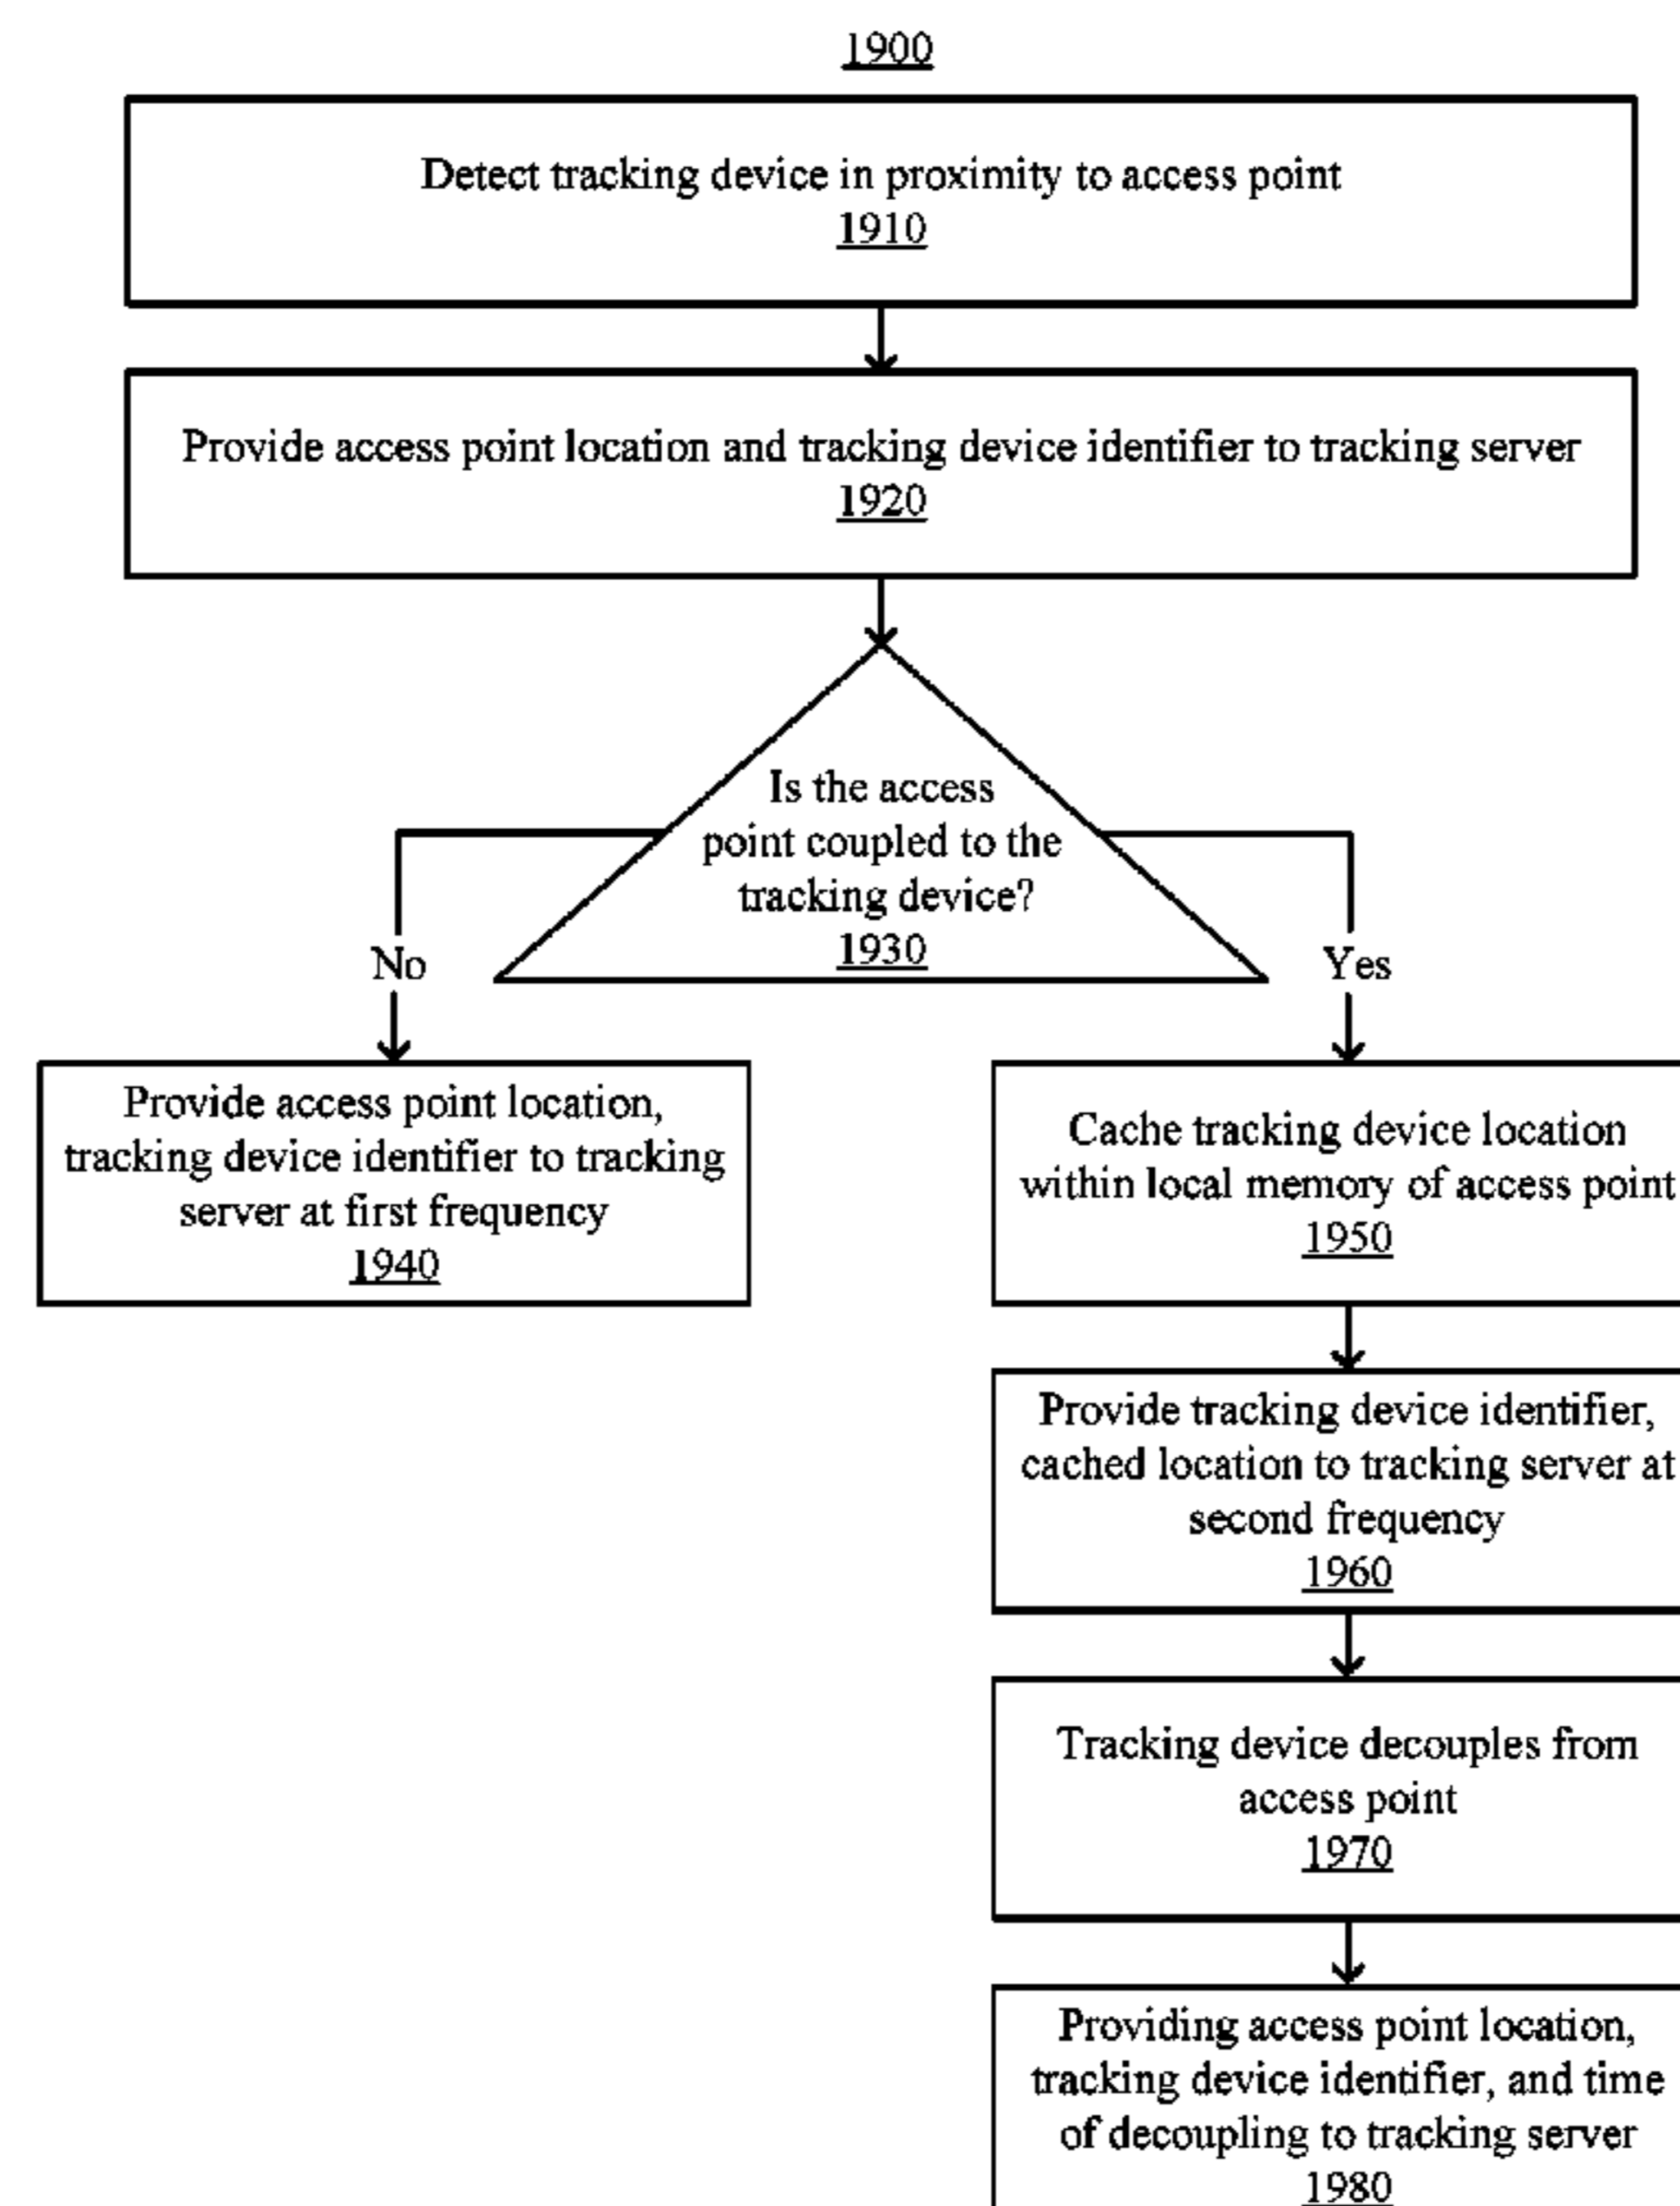 1900
Detect tracking device in proximity to access point
1910
Provide access point location and tracking device identifier to tracking server
1920
Is the access
point coupled to the
tracking device?
1930
No
Yes
Provide access point location,
tracking device identifier to tracking
server at first frequency
1940
Cache tracking device location
within local memory of access point
1950
Provide tracking device identifier,
cached location to tracking server at
second frequency
1960
Tracking device decouples from
access point
1970
Providing access point location,
tracking device identifier, and time
of decoupling to tracking server
1980